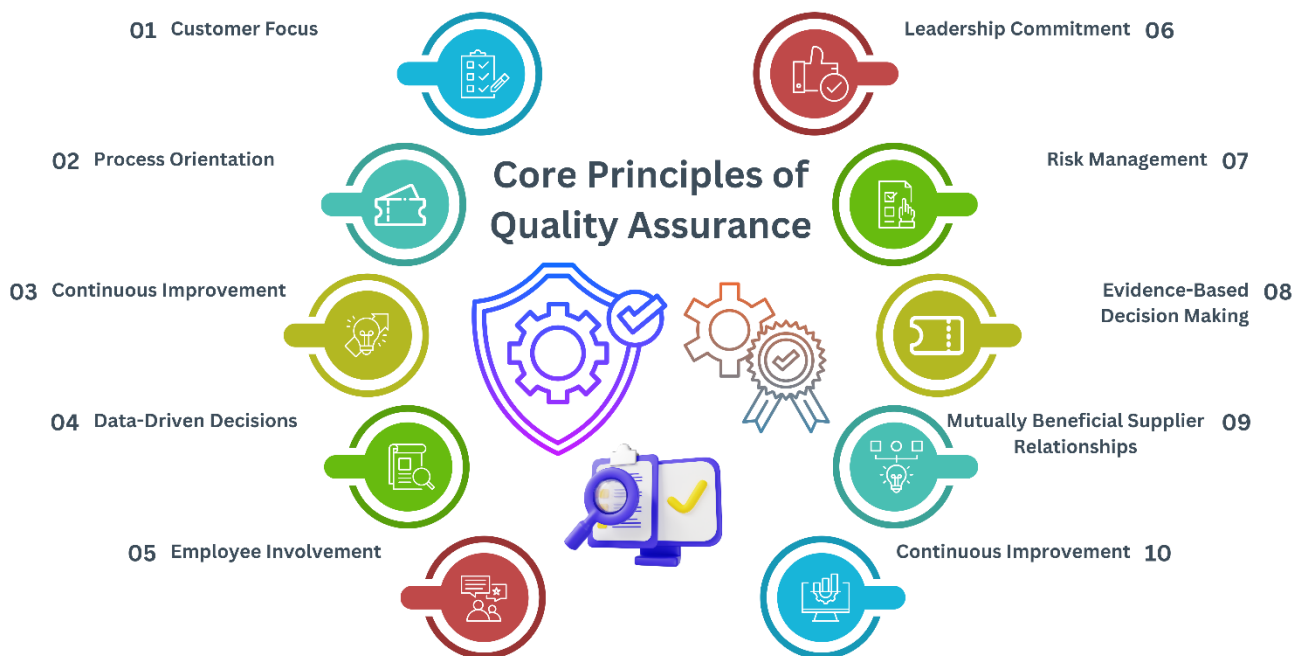 Core Principles of
Quality Assurance
01 Customer Focus
02 Process Orientation
03 Continuous Improvement
04 Data-Driven Decisions
05 Employee Involvement
Leadership Commitment 06
Risk Management 07
Evidence-Based 08
Decision Making
Mutually Beneficial Supplier 09
Relationships
Continuous Improvement 10